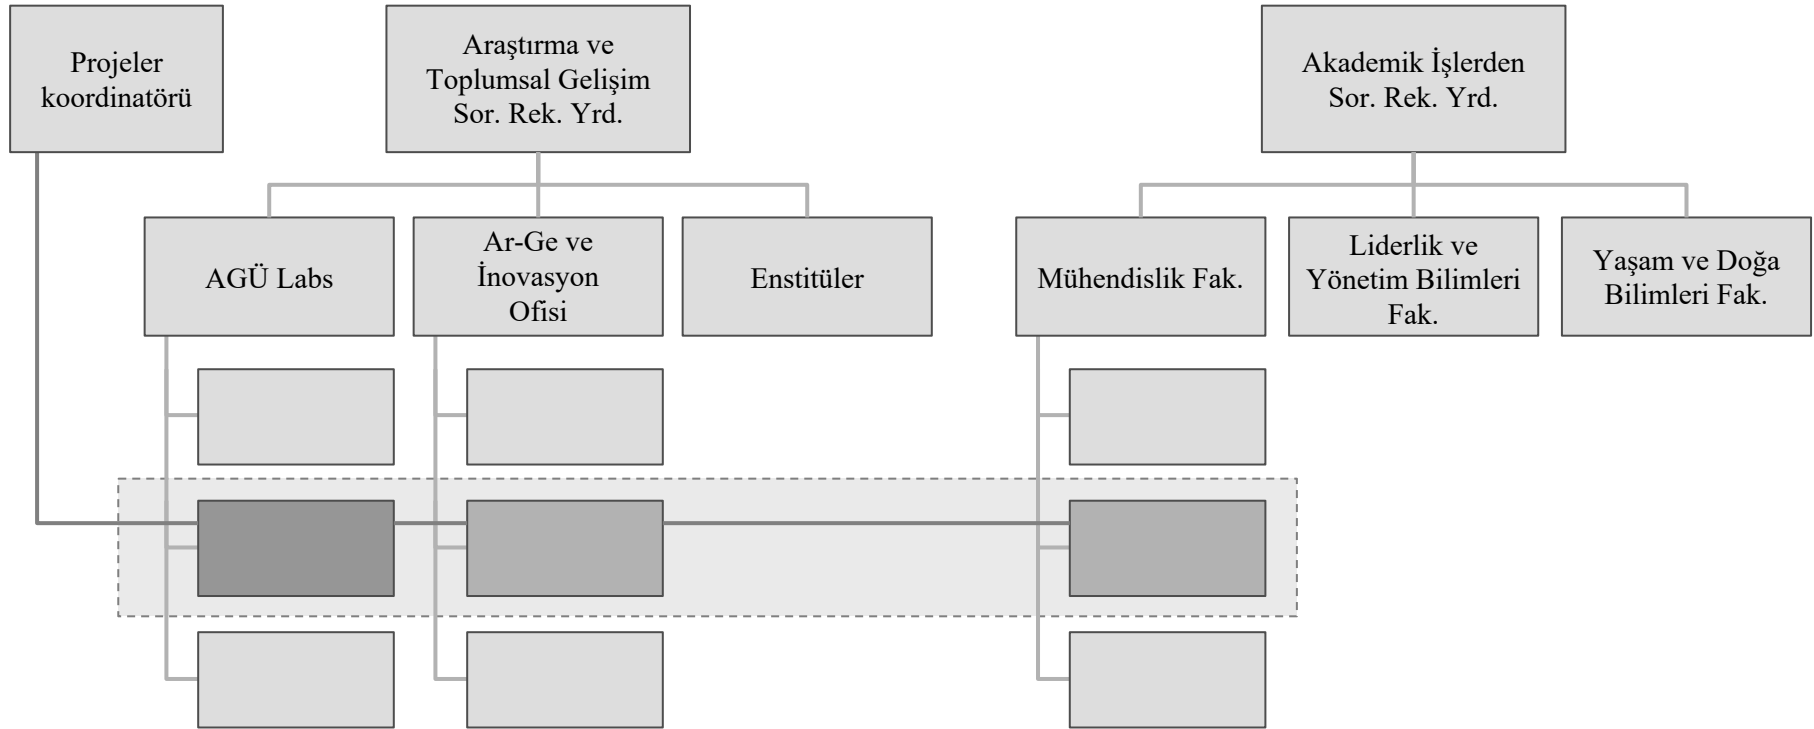 Projeler
koordinatörü
Araştırma ve
Toplumsal Gelişim
Sor. Rek. Yrd.
Akademik İşlerden
Sor. Rek. Yrd.
AGÜ Labs
Ar-Ge ve
İnovasyon
Ofisi
Enstitüler
Mühendislik Fak.
Liderlik ve
Yönetim Bilimleri
Fak.
Yaşam ve Doğa
Bilimleri Fak.